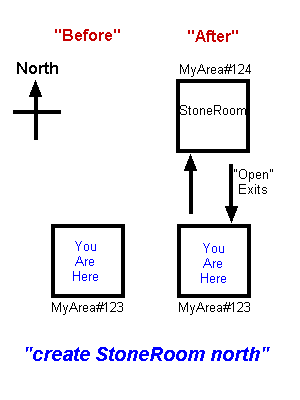 "Before"
"After"
North
MyArea#124
StoneRoom
"Open"
Exits
You
Are
Here
You
Are
Here
MyArea#123
MyArea#123
"create StoneRoom north"